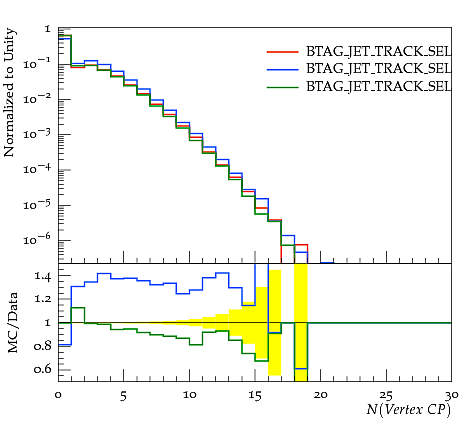 Normalized to Unity
1
10⁻¹
10⁻²
10⁻³
10⁻⁴
10⁻⁵
10⁻⁶
BTAG_JET_TRACK_SEL
BTAG_JET_TRACK_SEL
BTAG_JET_TRACK_SEL
MC/Data
1.4
1.2
1
0.8
0.6
0 5 10 15 20 25 30
N(Vertex CP)